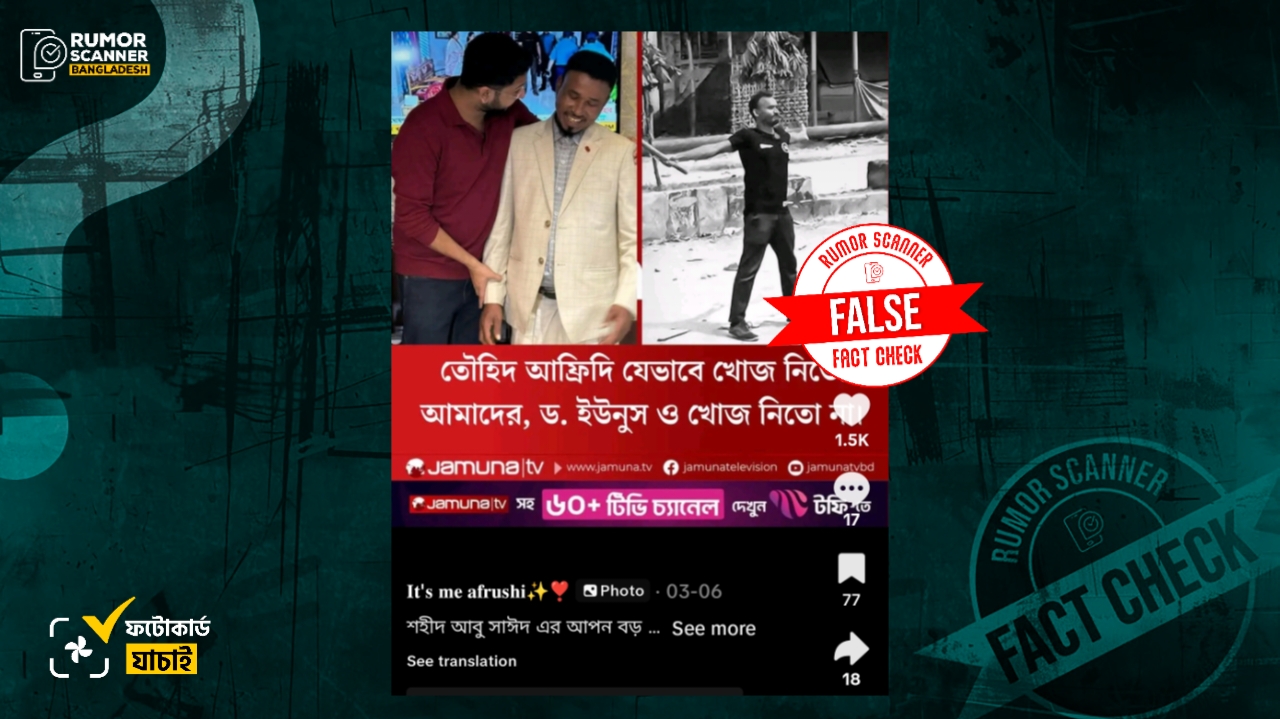 RUMOR
SCANNER
BANGLADESH
RUMOR SCANNER
FALSE
FACT CHECK
তৌহিদ আফ্রিদি যেভাবে খোজ
আমাদের, ড. ইউনুস ও খোজ নিতো না।
1.5K
Jamuna|tv www.jamuna.tv jamunatelevision jamunatvbd
Jamuna|tv সহ ৬০+ টিভি চ্যানেল দেখুন
17
It's me afrushi✨❣️ Photo · 03-06
77
শহীদ আবু সাঈদ এর আপন বড় ... See more
See translation
18
ফটোকার্ড
যাচাই
RUMOR SCANNER
FACT CHECK